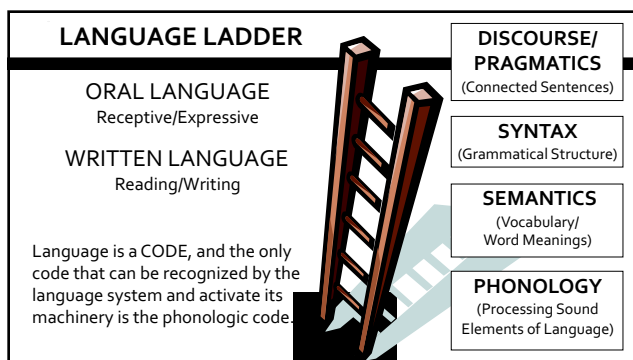 LANGUAGE LADDER
ORAL LANGUAGE
Receptive/Expressive
WRITTEN LANGUAGE
Reading/Writing
Language is a CODE, and the only
code that can be recognized by the
language system and activate its
machinery is the phonologic code.
DISCOURSE/
PRAGMATICS
(Connected Sentences)
SYNTAX
(Grammatical Structure)
SEMANTICS
(Vocabulary/
Word Meanings)
PHONOLOGY
(Processing Sound
Elements of Language)